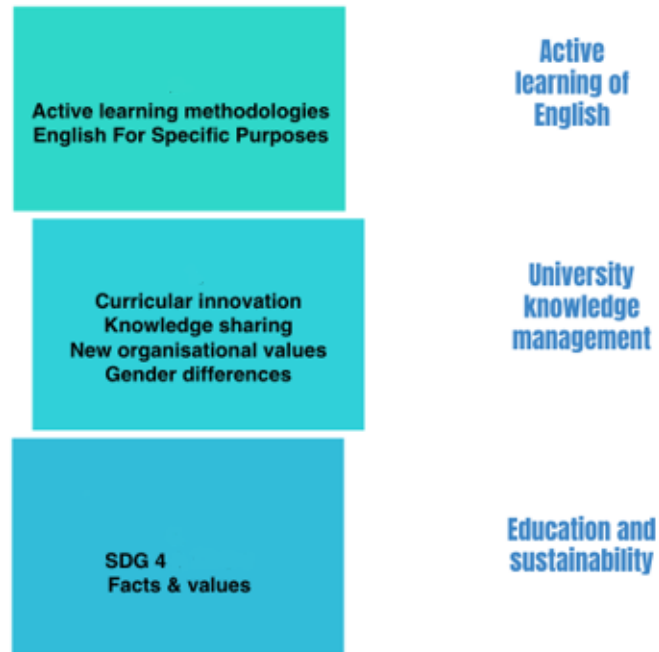 Active learning methodologies
English For Specific Purposes
Active
learning of
English
Curricular innovation
Knowledge sharing
New organisational values
Gender differences
University
knowledge
management
SDG 4
Facts & values
Education and
sustainability